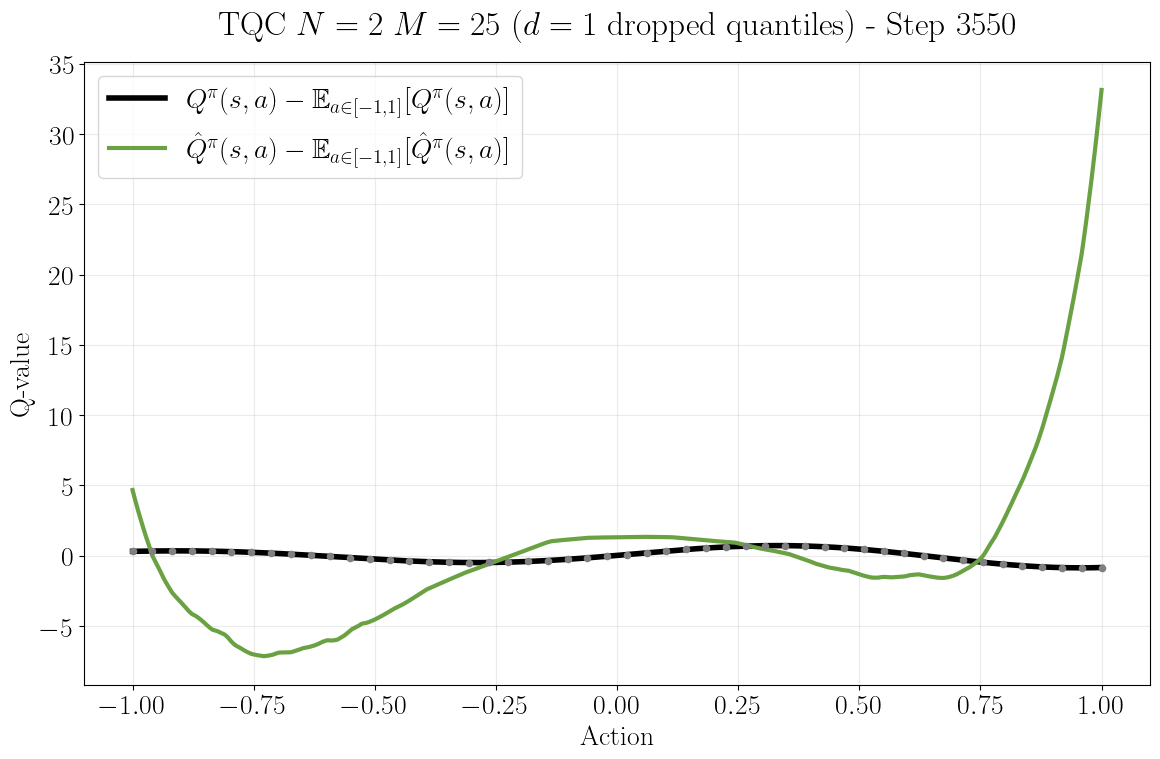 TQC N = 2 M = 25 (d = 1 dropped quantiles) - Step 3550
Q^π(s, a) − 𝔼_{a∈[−1,1]}[Q^π(s, a)]
Q̂^π(s, a) − 𝔼_{a∈[−1,1]}[Q̂^π(s, a)]
35
30
25
20
15
10
5
0
−5
Q-value
−1.00 −0.75 −0.50 −0.25 0.00 0.25 0.50 0.75 1.00
Action